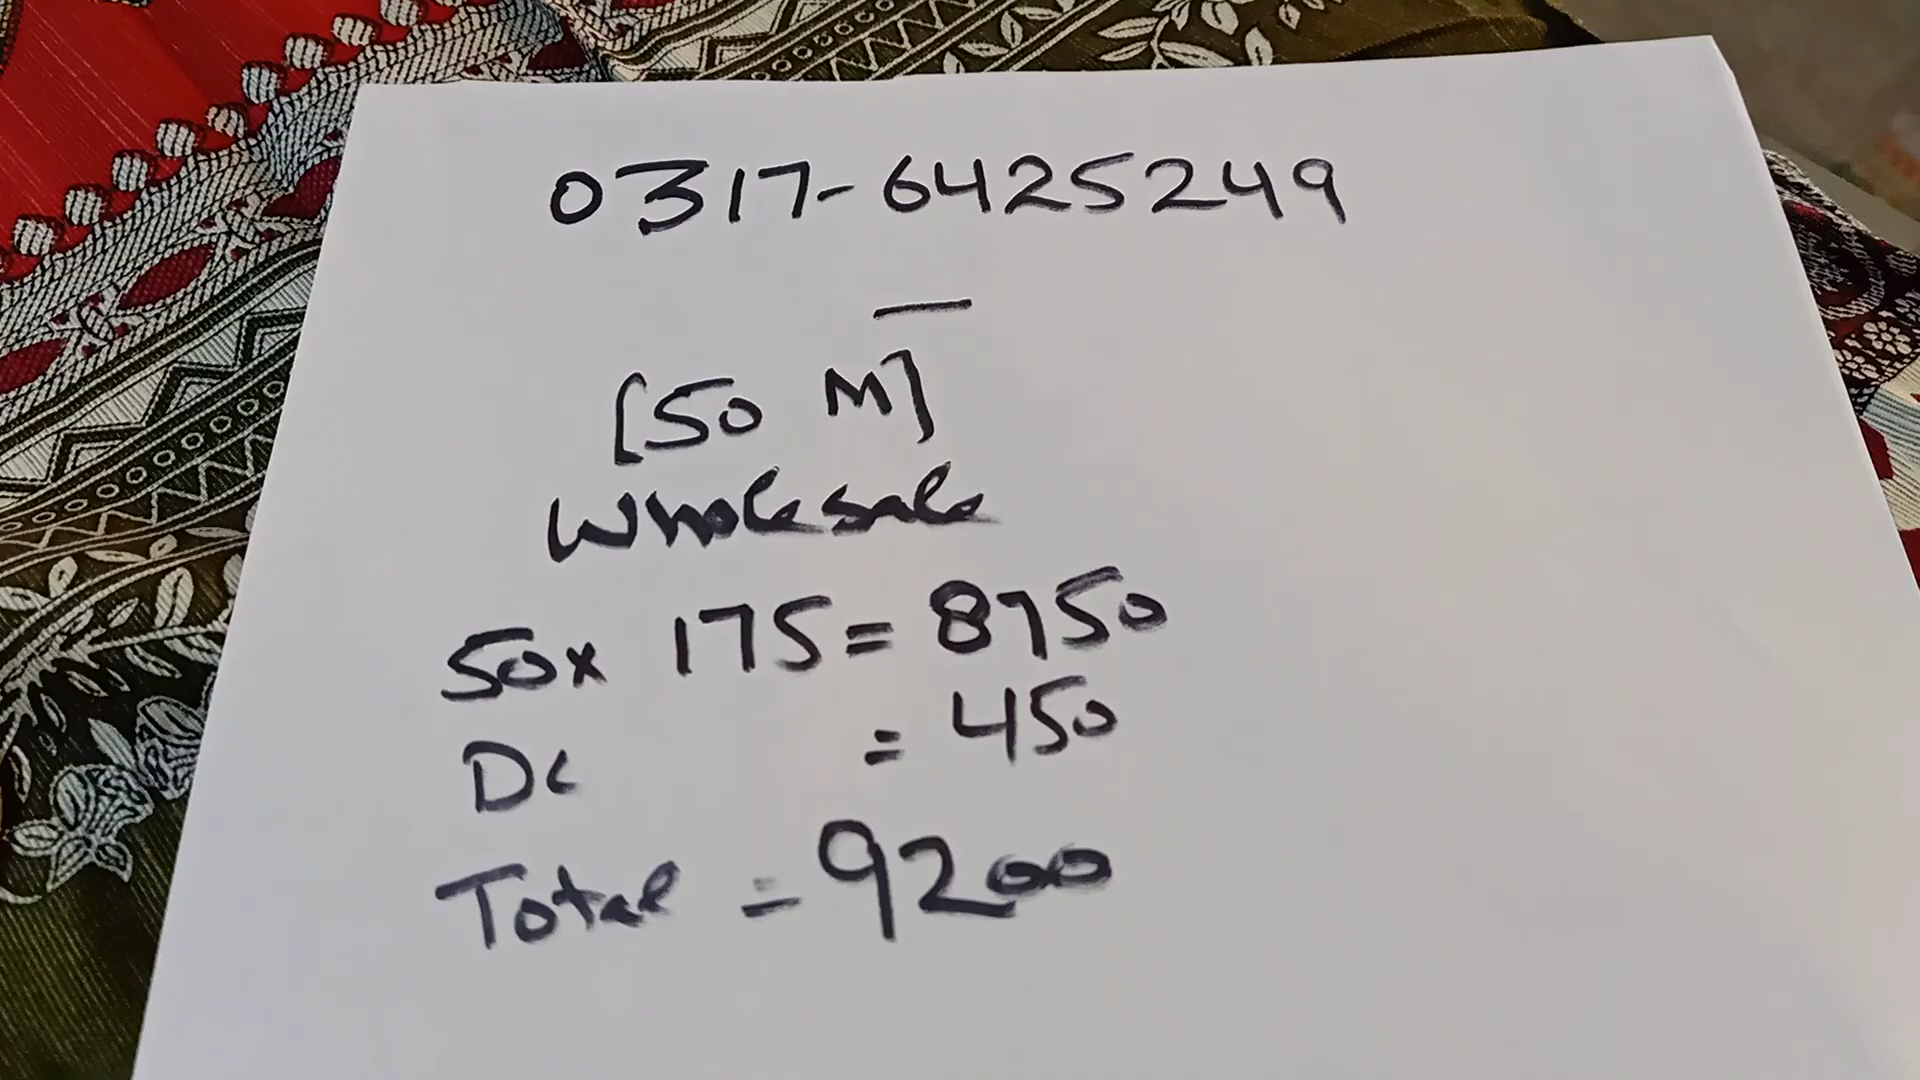 0317-6425249
[50 M]
Wholesale
50x 175 = 8750
DC = 450
Total = 9200